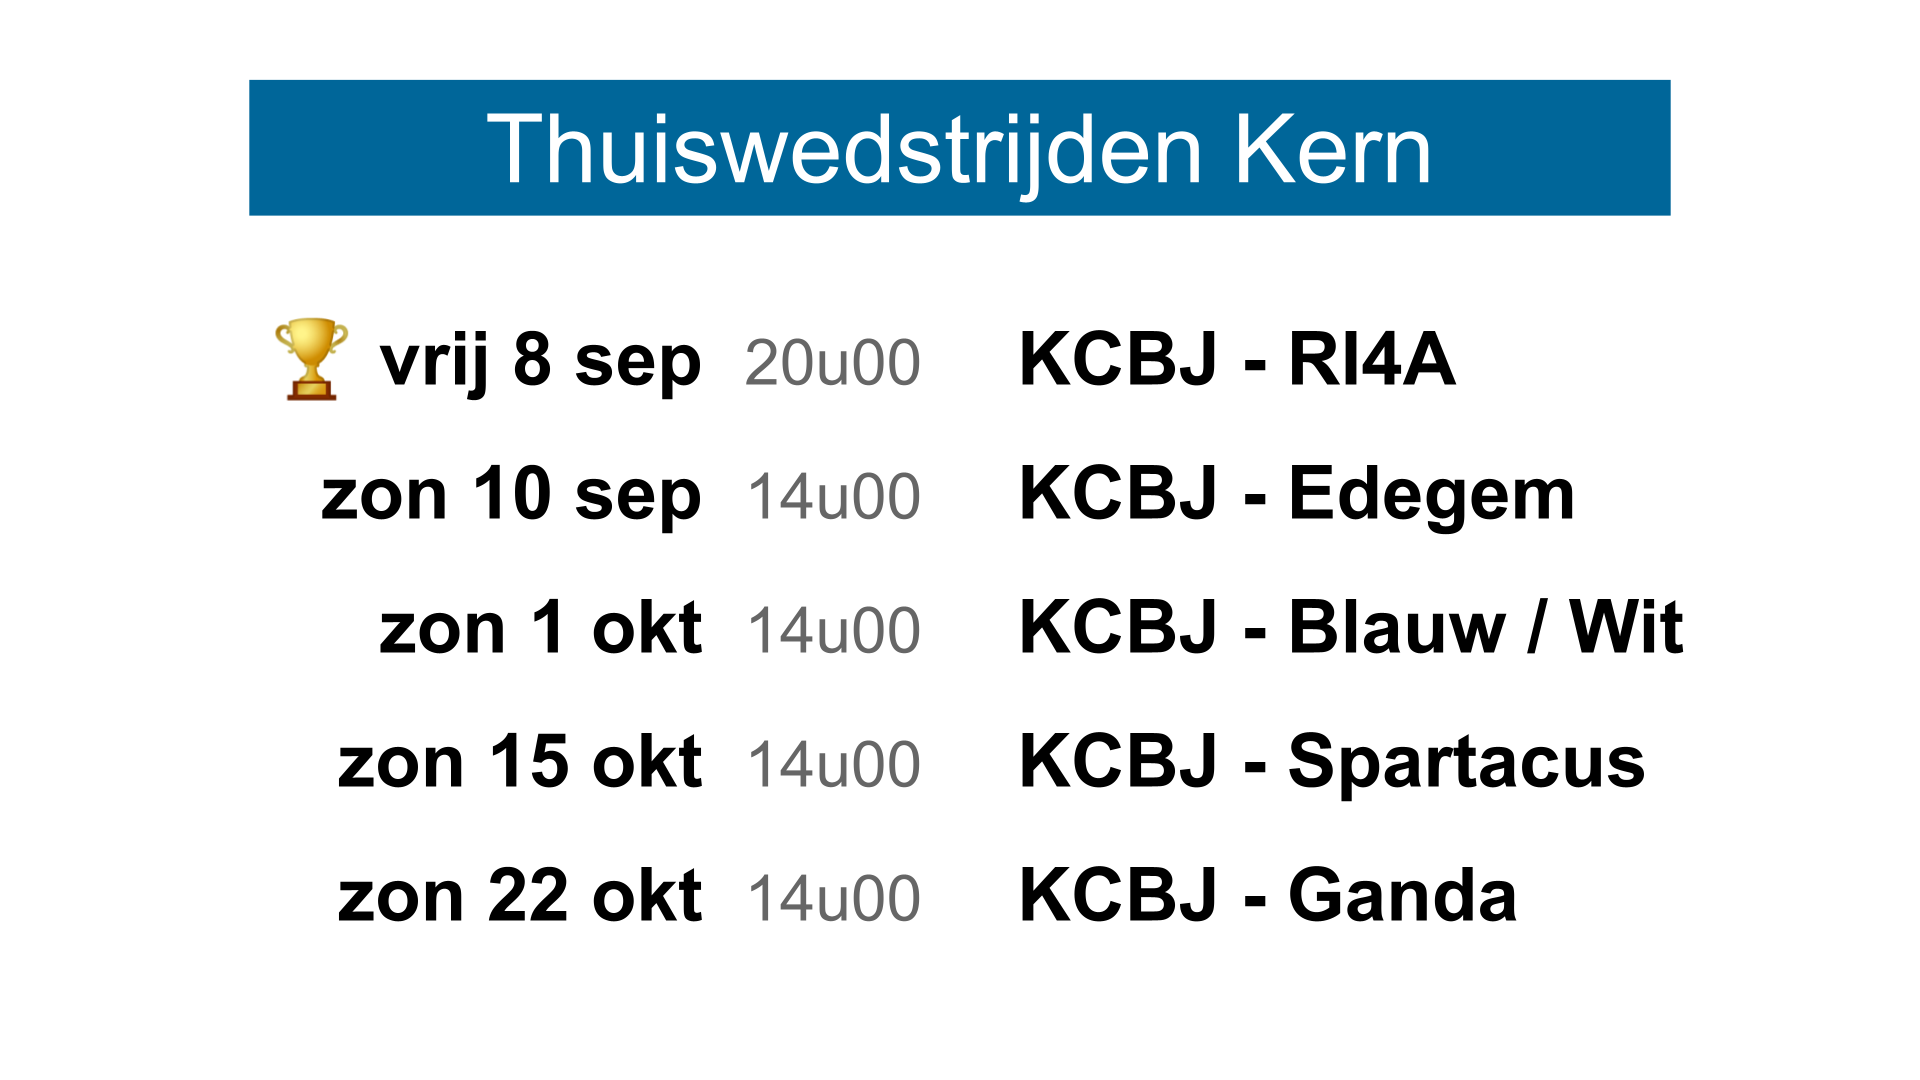 Thuiswedstrijden Kern
vrij 8 sep 20u00 KCBJ - Rl4A
zon 10 sep 14u00 KCBJ - Edegem
zon 1 okt 14u00 KCBJ - Blauw / Wit
zon 15 okt 14u00 KCBJ - Spartacus
zon 22 okt 14u00 KCBJ - Ganda